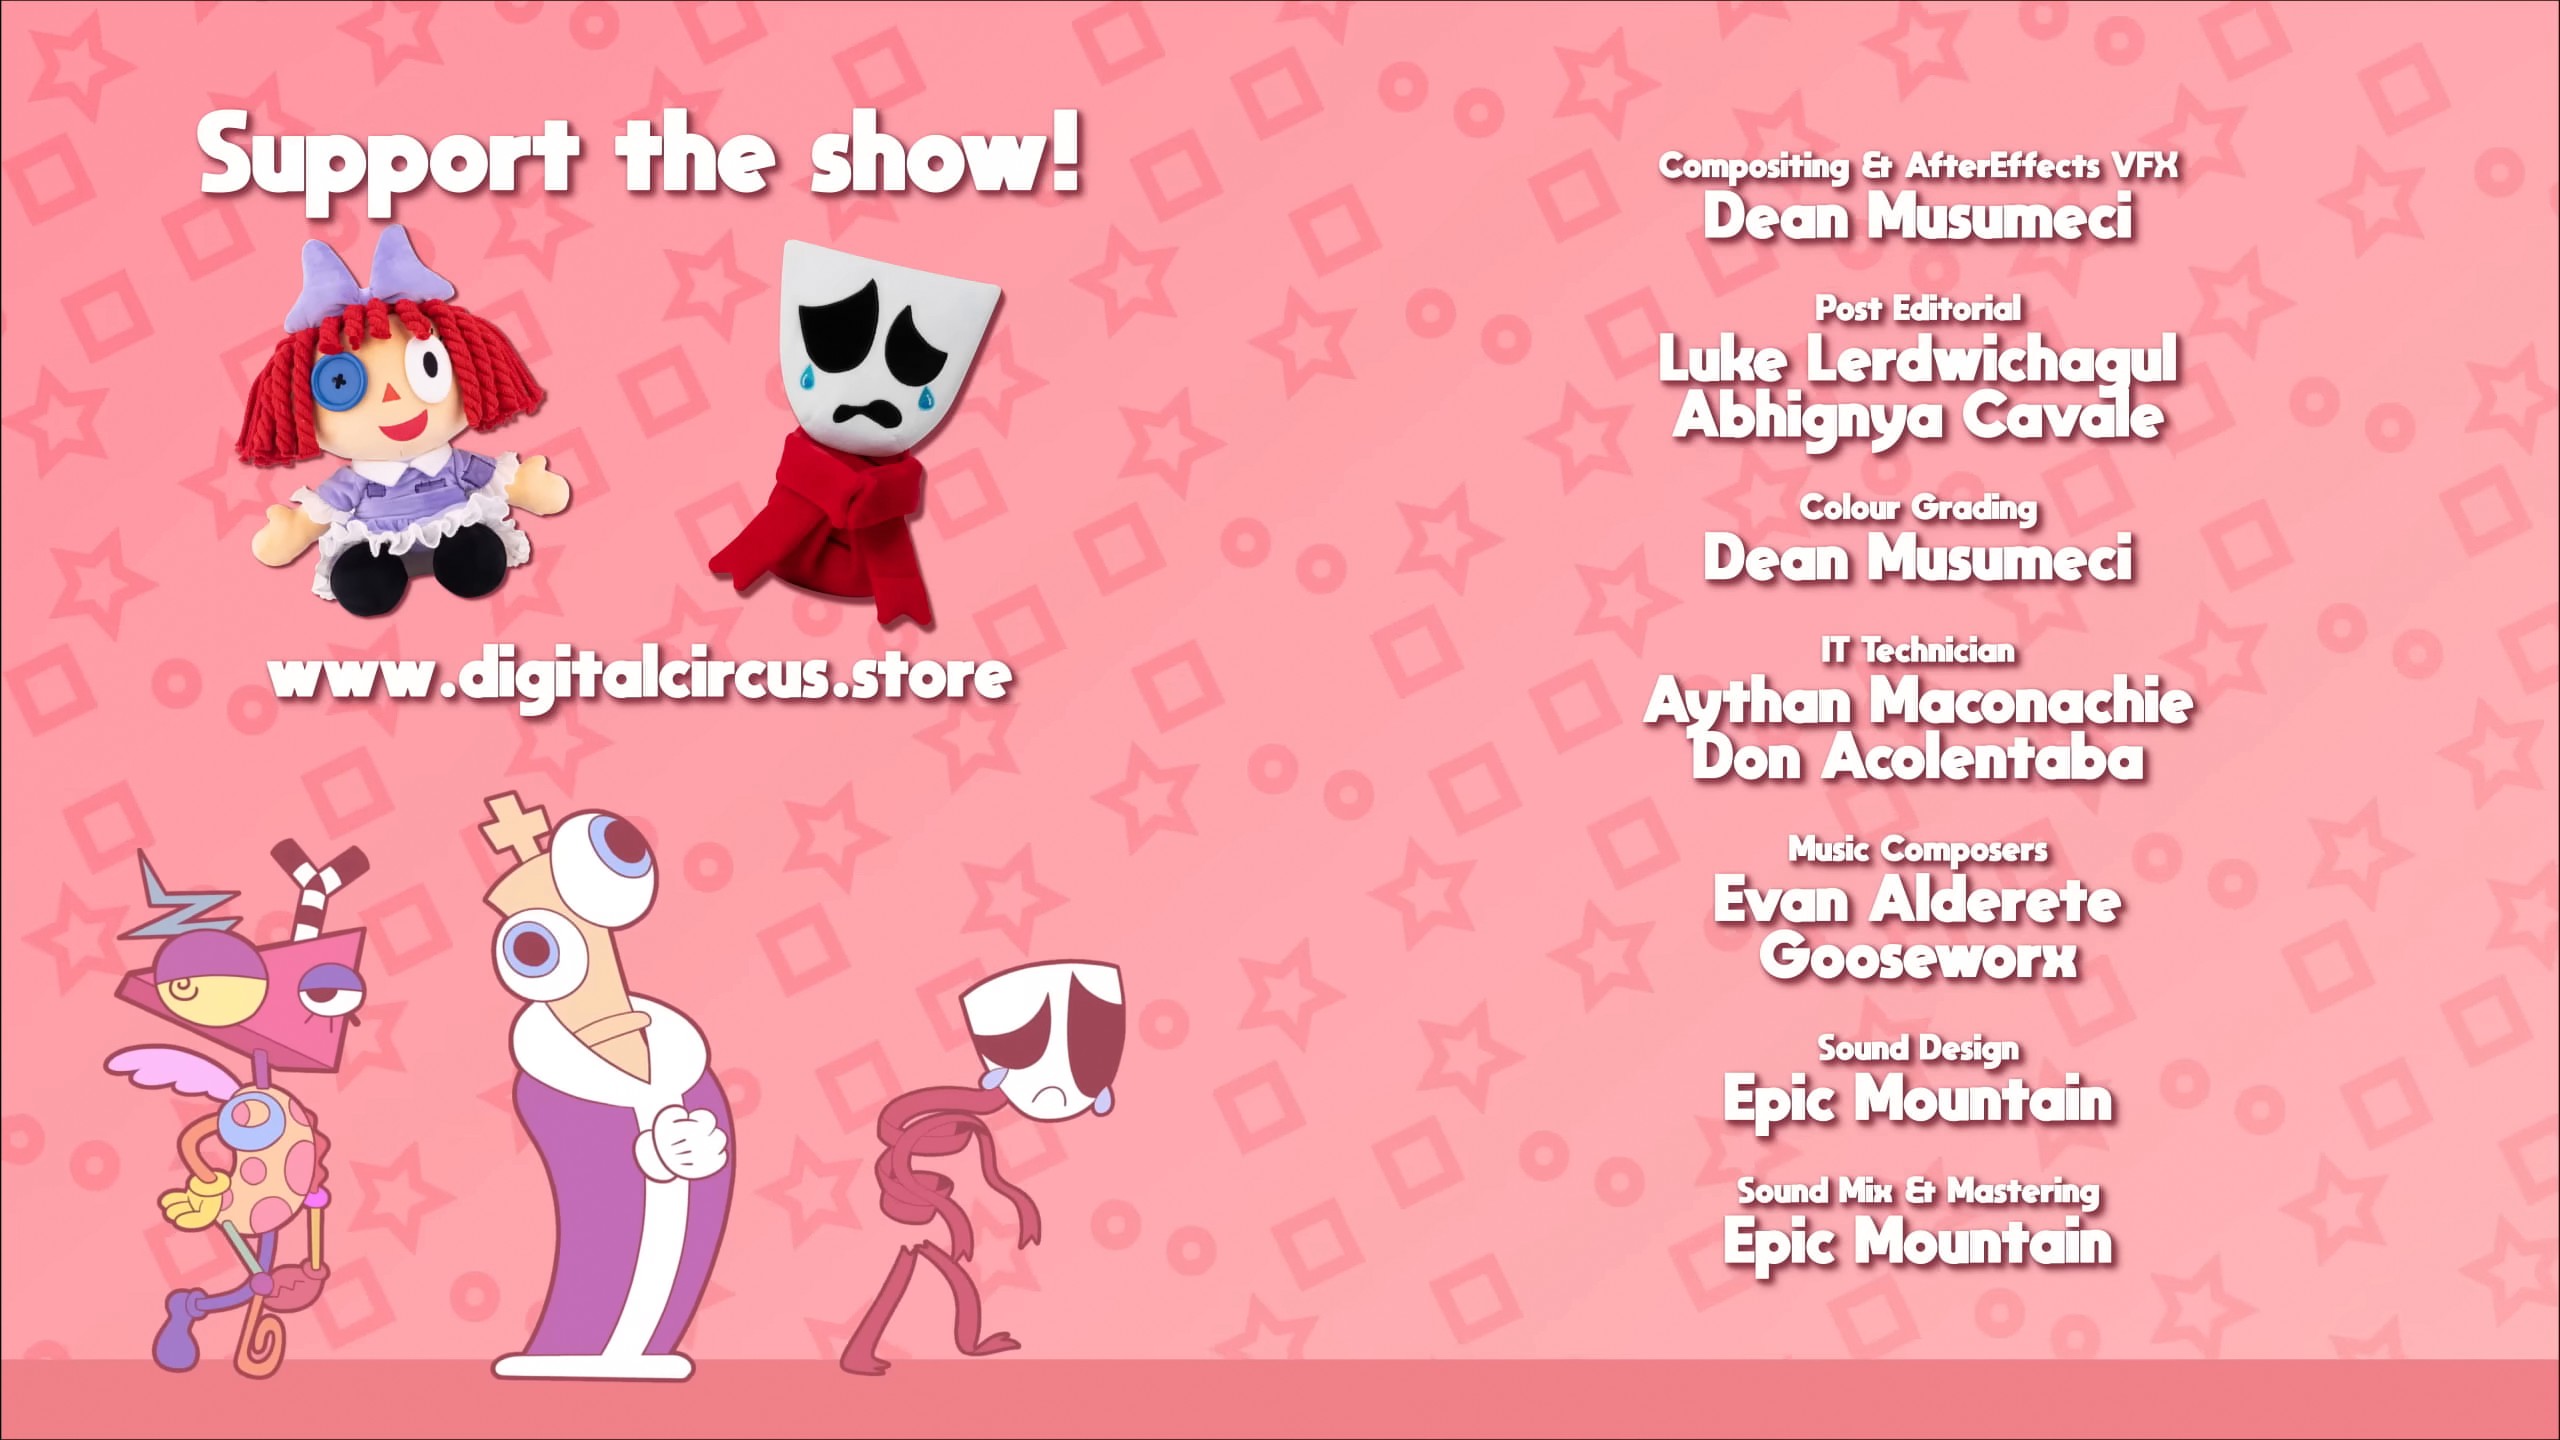 Support the show!
www.digitalcircus.store
Compositing & AfterEffects VFX
Dean Musumeci
Post Editorial
Luke Lerdwichagul
Abhignya Cavale
Colour Grading
Dean Musumeci
IT Technician
Aythan Maconachie
Don Acolentaba
Music Composers
Evan Alderete
Gooseworx
Sound Design
Epic Mountain
Sound Mix & Mastering
Epic Mountain